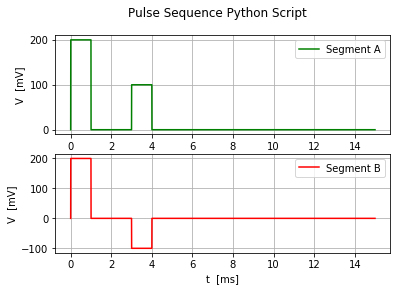 Pulse Sequence Python Script
200
100
0
V [mV]
Segment A
0 2 4 6 8 10 12 14
200
100
0
−100
V [mV]
Segment B
0 2 4 6 8 10 12 14
t [ms]